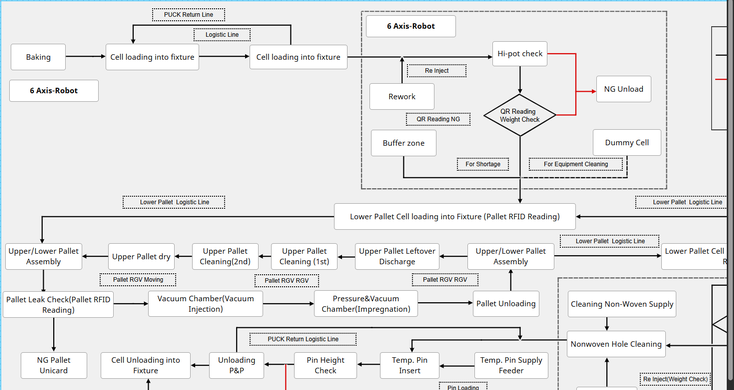 PUCK Return Line
Logistic Line
Baking
Cell loading into fixture
Cell loading into fixture
6 Axis-Robot
6 Axis-Robot
Hi-pot check
Re Inject
Rework
NG Unload
QR Reading
Weight Check
QR Reading NG
Buffer zone
Dummy Cell
For Shortage
For Equipment Cleaning
Lower Pallet Logistic Line
Lower Pallet Logistic Line
Lower Pallet Cell loading into Fixture (Pallet RFID Reading)
Upper/Lower Pallet
Assembly
Upper Pallet dry
Upper Pallet
Cleaning(2nd)
Upper Pallet
Cleaning (1st)
Upper Pallet Leftover
Discharge
Upper/Lower Pallet
Assembly
Lower Pallet Logistic Line
Lower Pallet Cell
R
Pallet RGV Moving
Pallet RGV RGV
Pallet RGV RGV
Pallet Leak Check(Pallet RFID
Reading)
Vacuum Chamber(Vacuum
Injection)
Pressure&Vacuum
Chamber(Impregnation)
Pallet Unloading
Cleaning Non-Woven Supply
PUCK Return Logistic Line
Nonwoven Hole Cleaning
NG Pallet
Unicard
Cell Unloading into
Fixture
Unloading
P&P
Pin Height
Check
Temp. Pin
Insert
Temp. Pin Supply
Feeder
Re Inject(Weight Check)
Pin Loading